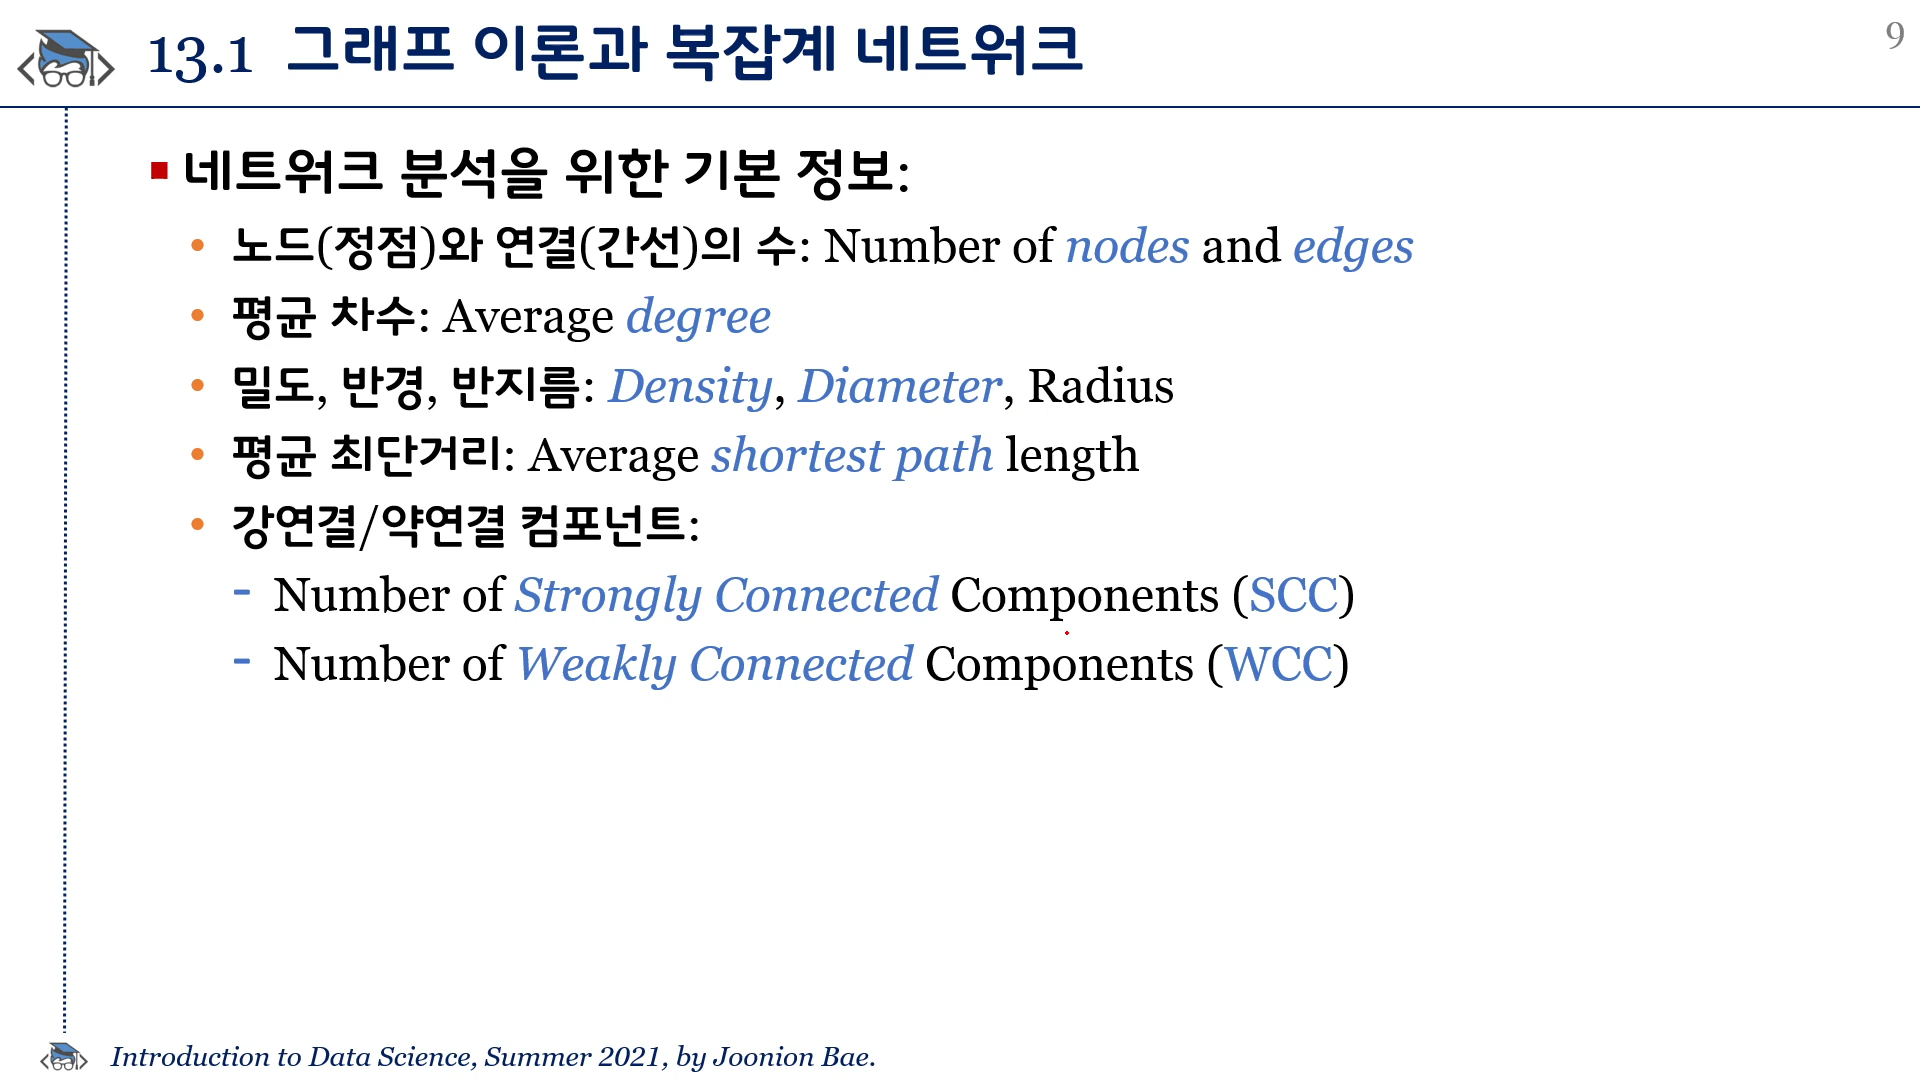 13.1 그래프 이론과 복잡계 네트워크
9
네트워크 분석을 위한 기본 정보:
• 노드(정점)와 연결(간선)의 수: Number of nodes and edges
• 평균 차수: Average degree
• 밀도, 반경, 반지름: Density, Diameter, Radius
• 평균 최단거리: Average shortest path length
• 강연결/약연결 컴포넌트:
- Number of Strongly Connected Components (SCC)
- Number of Weakly Connected Components (WCC)
Introduction to Data Science, Summer 2021, by Joonion Bae.